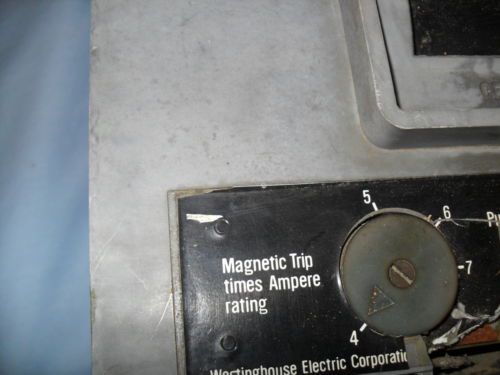 5
6
Magnetic Trip
times Ampere
rating
7
4
Westinghouse Electric Corporation